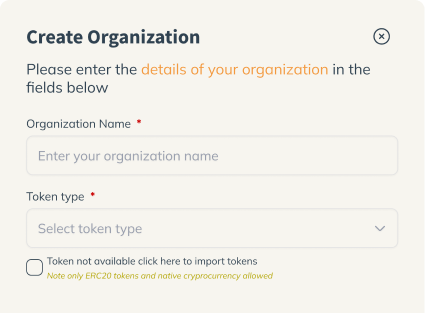 Create Organization
Please enter the details of your organization in the
fields below
Organization Name *
Enter your organization name
Token type *
Select token type
Token not available click here to import tokens
Note only ERC20 tokens and native cryprocurrency allowed